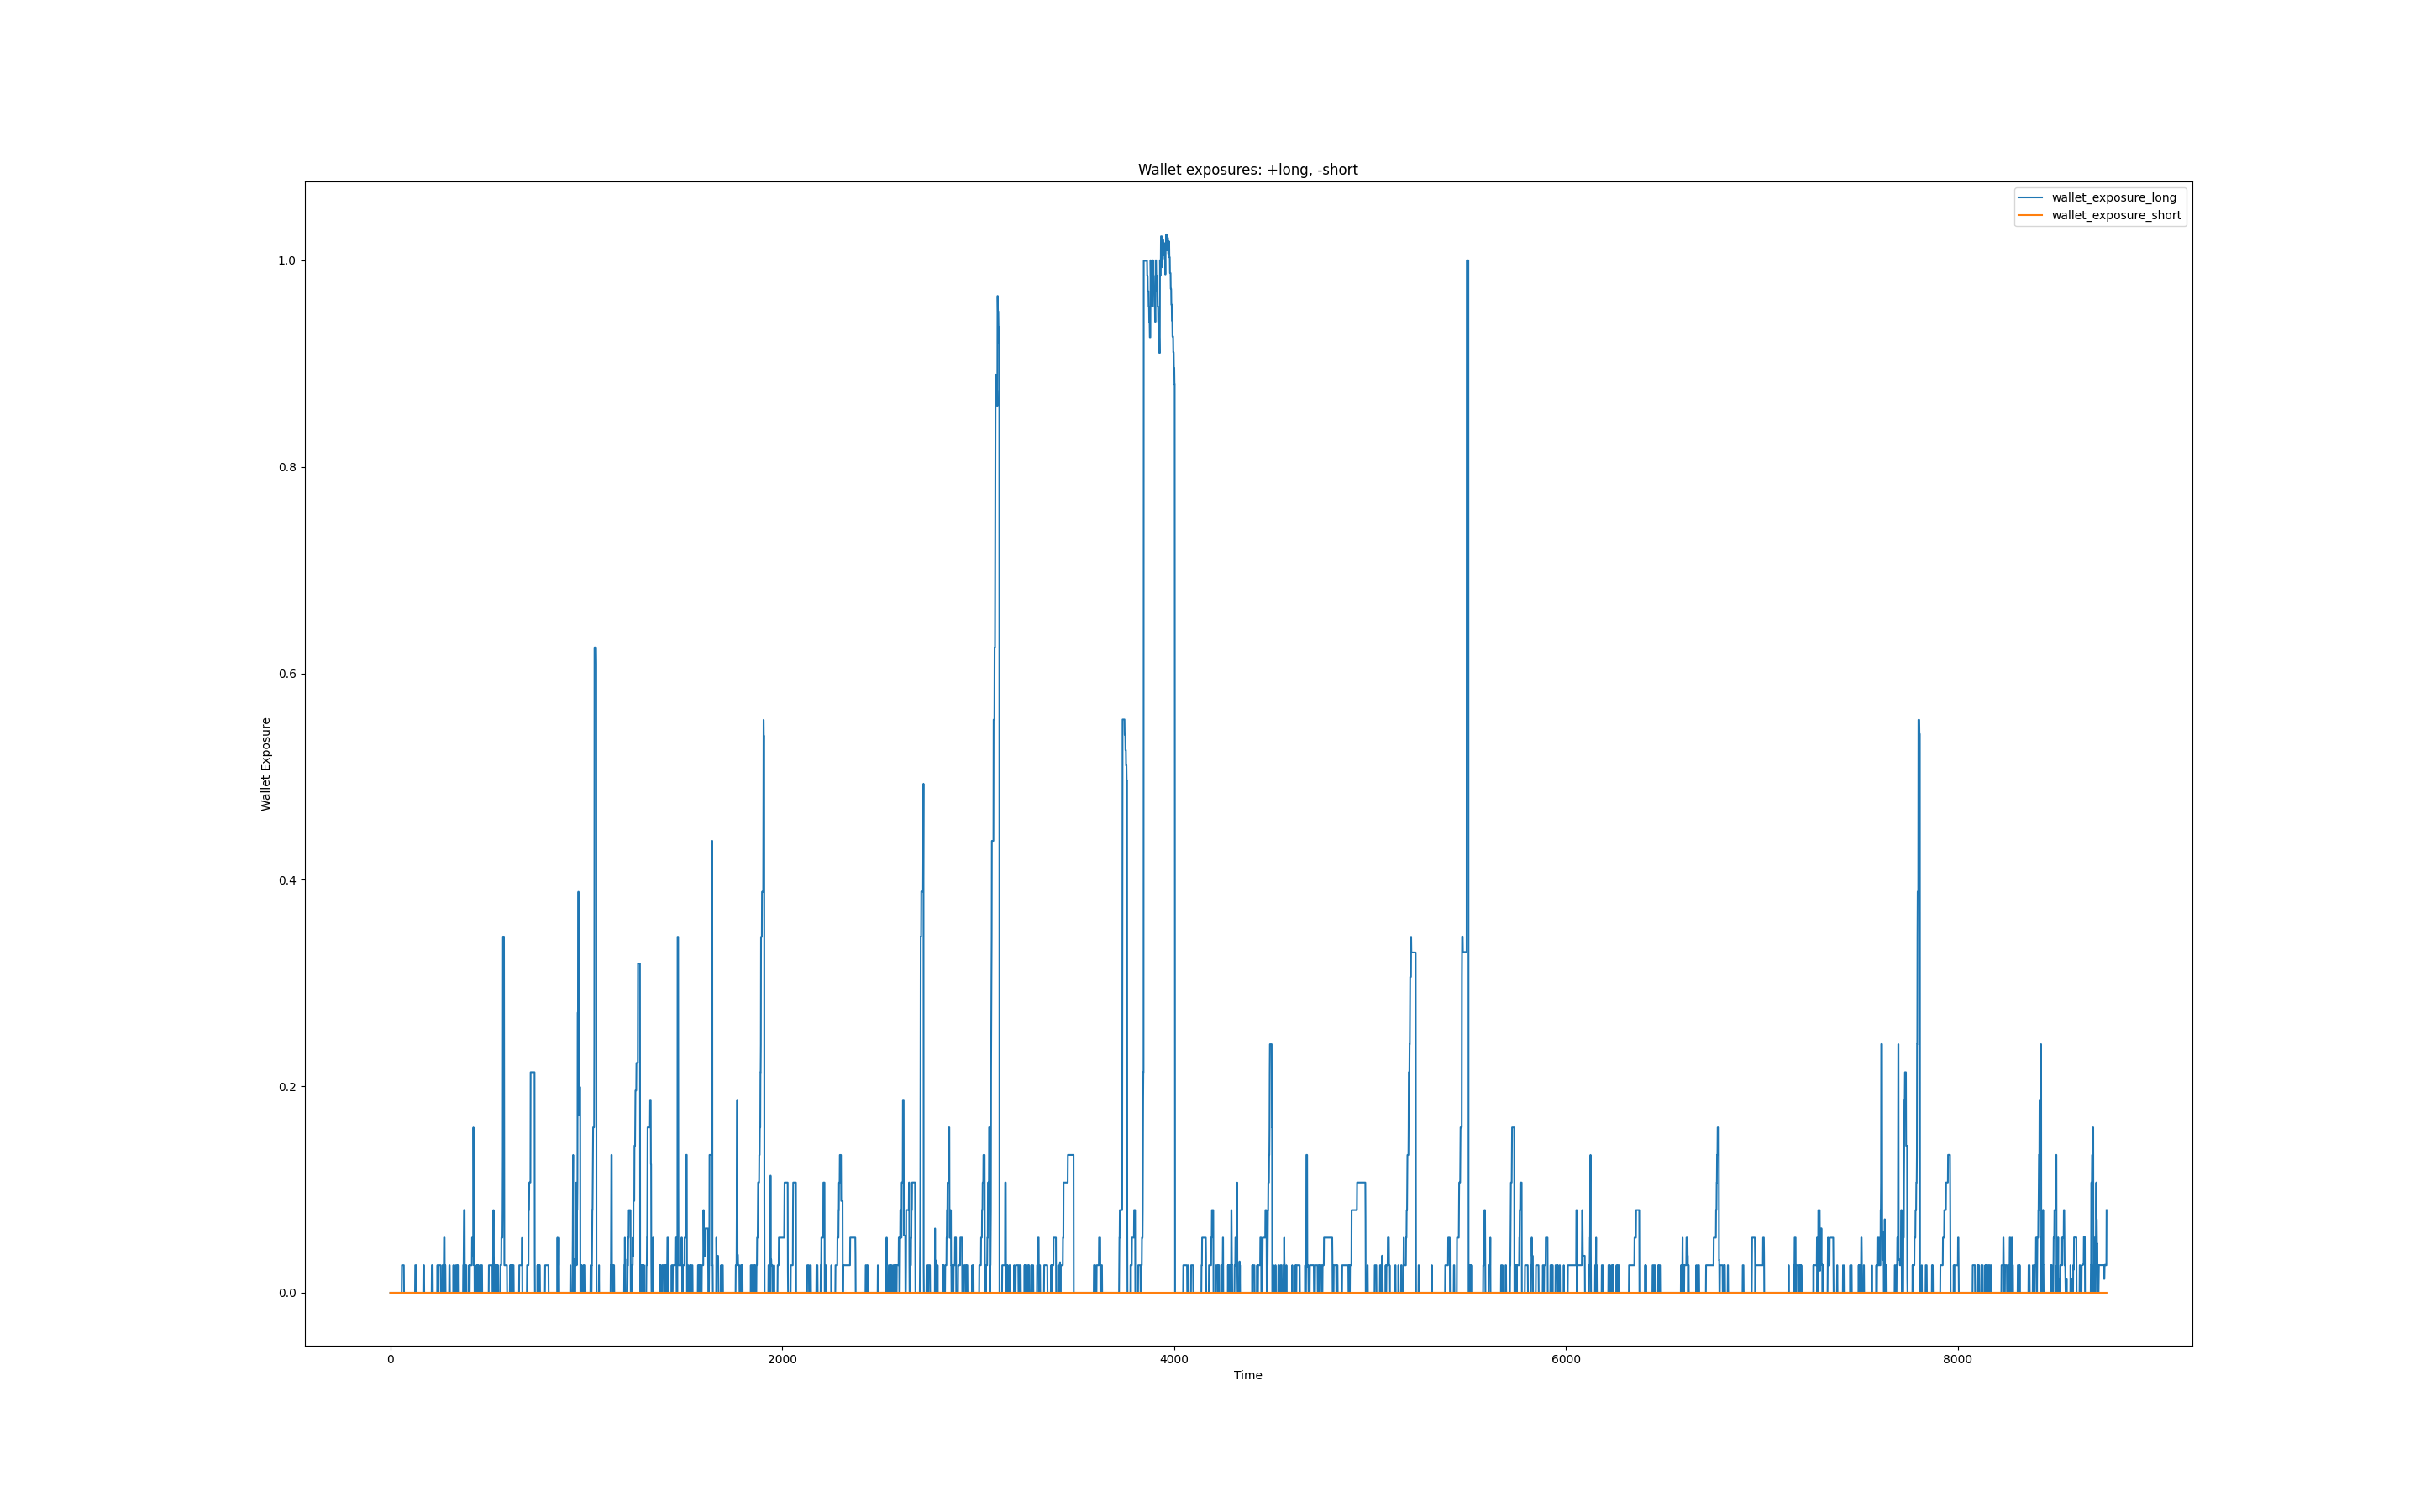 Wallet exposures: +long, -short
wallet_exposure_long
wallet_exposure_short
1.0
0.8
0.6
0.4
0.2
0.0
Wallet Exposure
0 2000 4000 6000 8000
Time